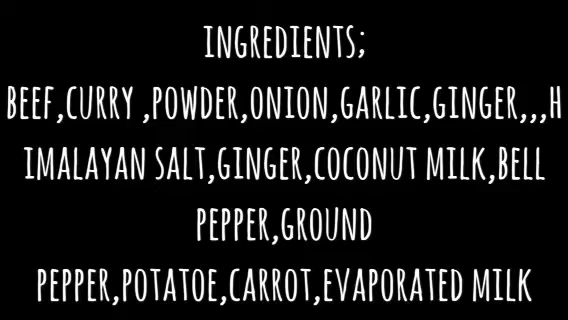 INGREDIENTS;
BEEF,CURRY ,POWDER,ONION,GARLIC,GINGER,,,H
IMALAYAN SALT,GINGER,COCONUT MILK,BELL
PEPPER,GROUND
PEPPER,POTATOE,CARROT,EVAPORATED MILK